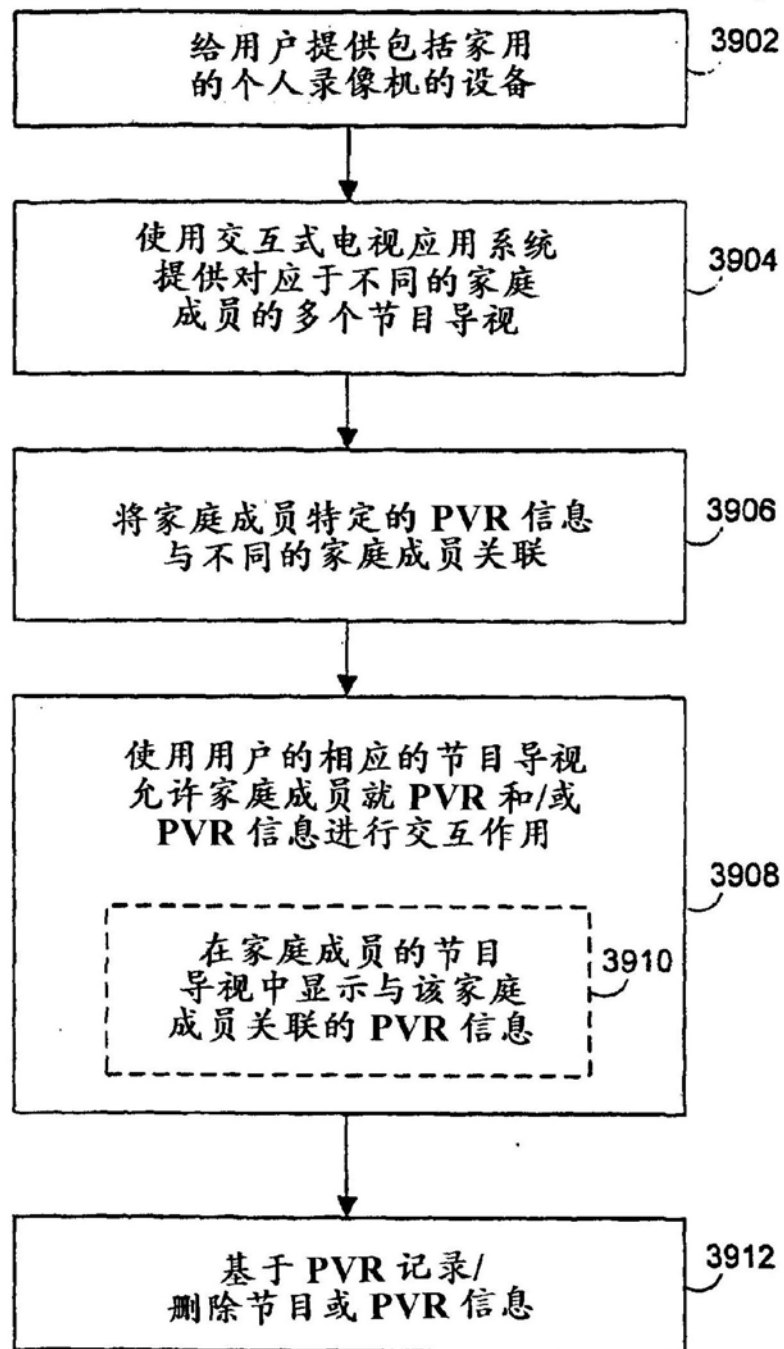 给用户提供包括家用
的个人录像机的设备
3902
使用交互式电视应用系统
提供对应于不同的家庭
成员的多个节目导视
3904
将家庭成员特定的 PVR 信息
与不同的家庭成员关联
3906
使用用户的相应的节目导视
允许家庭成员就 PVR 和/或
PVR 信息进行交互作用
3908
在家庭成员的节目
导视中显示与该家庭
成员关联的 PVR 信息
3910
基于 PVR 记录/
删除节目或 PVR 信息
3912